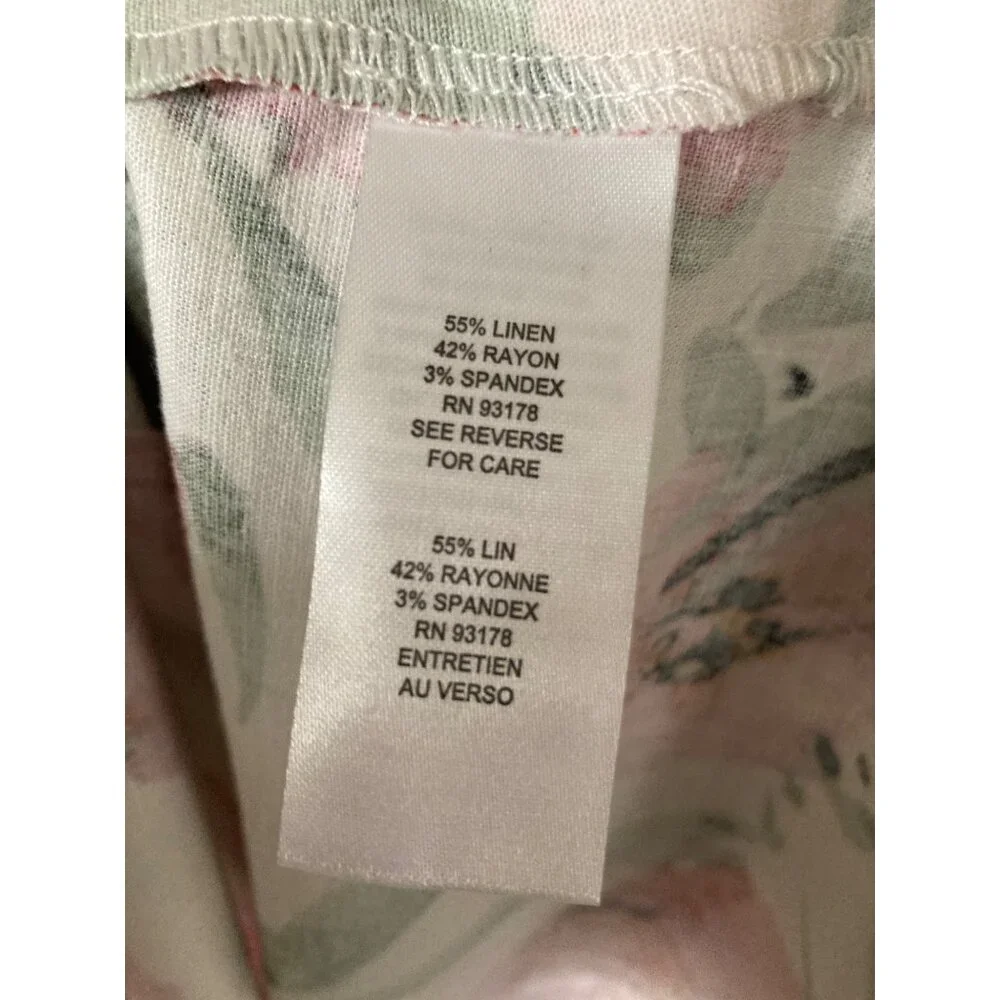 55% LINEN
42% RAYON
3% SPANDEX
RN 93178
SEE REVERSE
FOR CARE
55% LIN
42% RAYONNE
3% SPANDEX
RN 93178
ENTRETIEN
AU VERSO